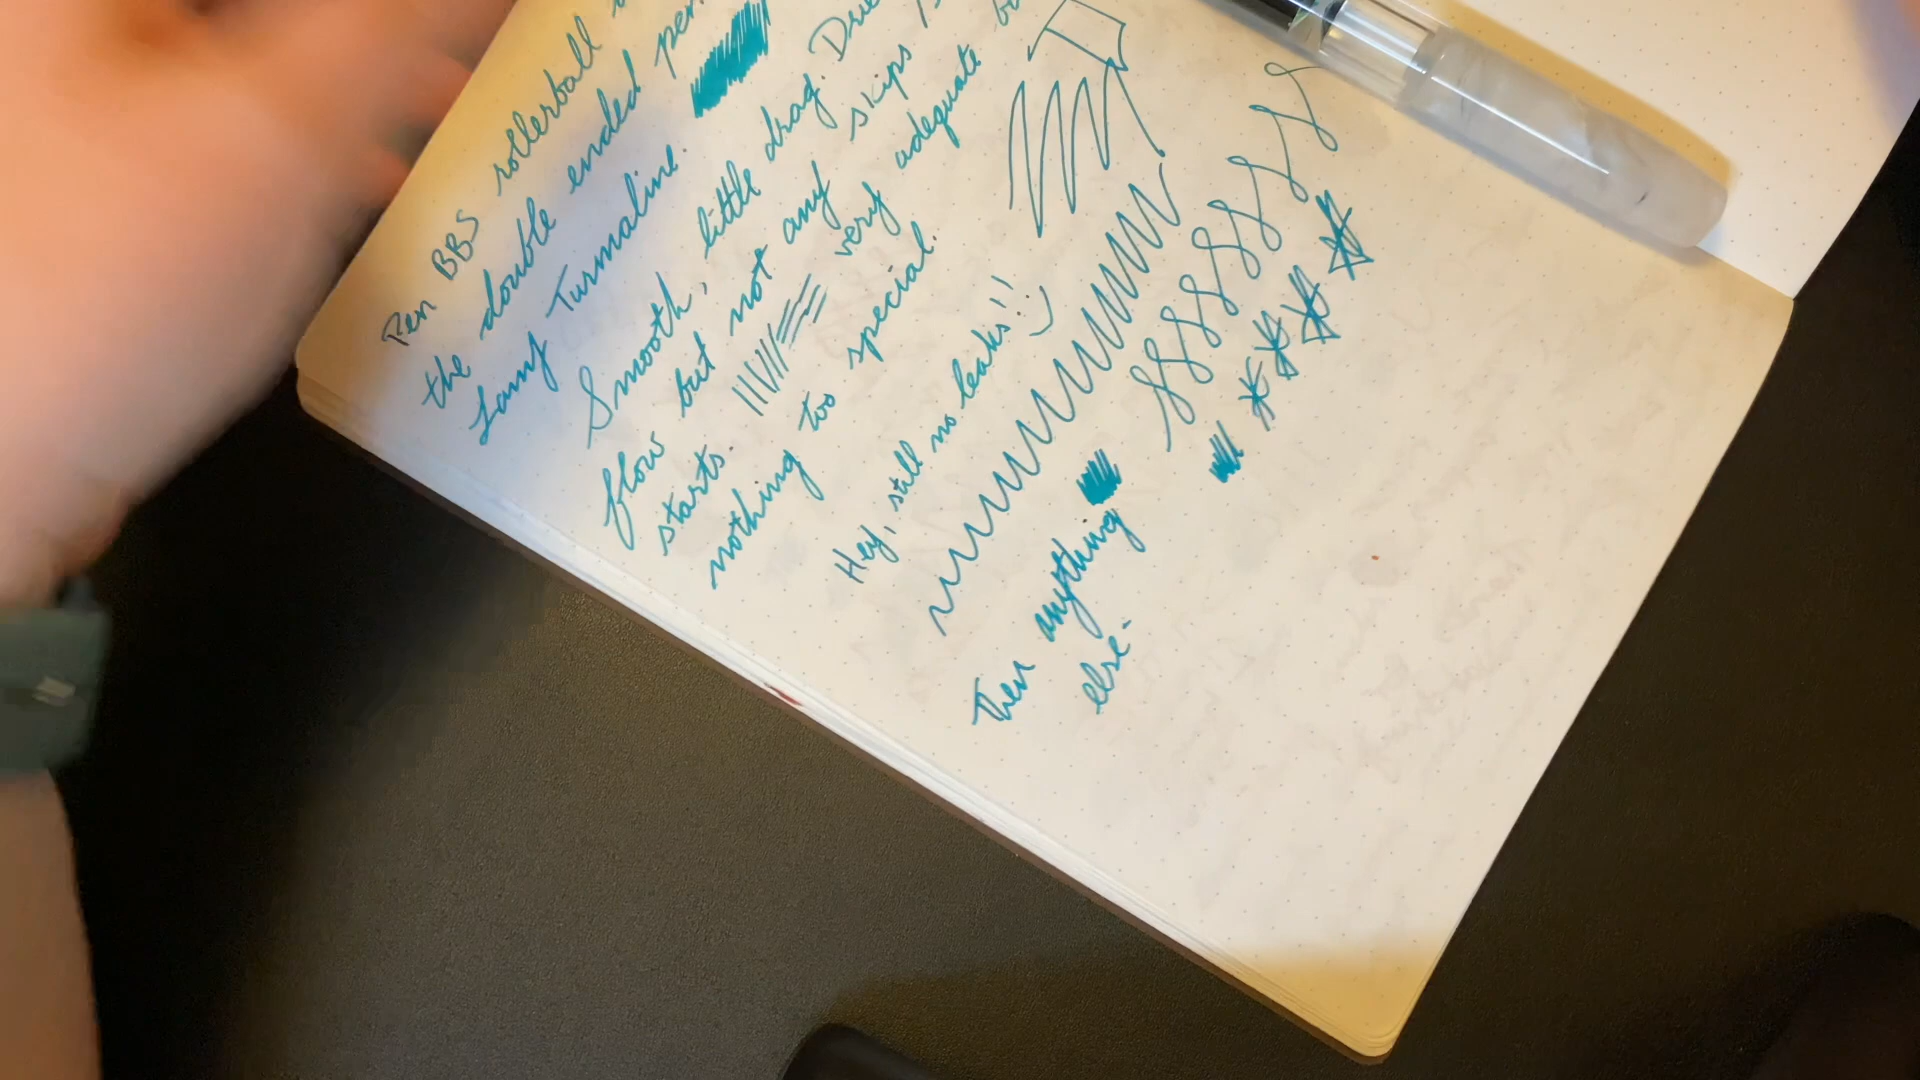 Pen BBS rollerball
the double ended pen
Lamy Turmaline.
Smooth, little drag.
flow but not any skips
starts. very adequate
nothing too special.
Hey, still no leaks!!
then anything
else.